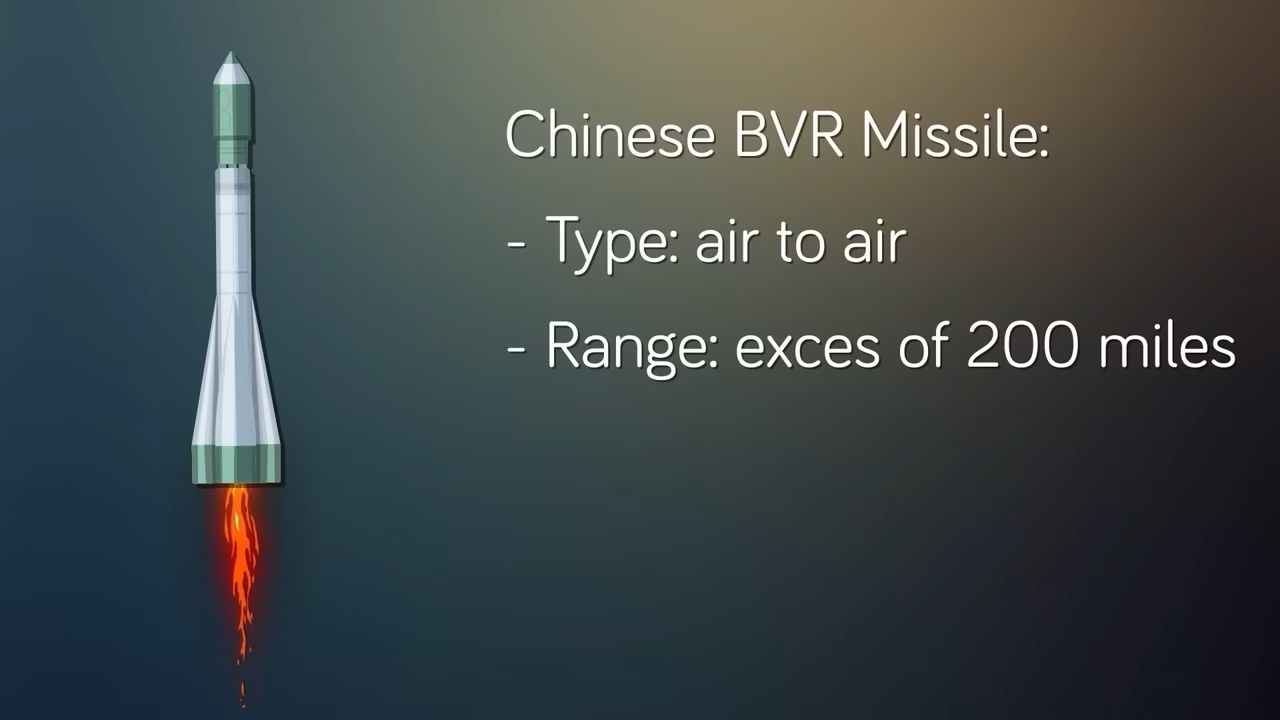 Chinese BVR Missile:
- Type: air to air
- Range: exces of 200 miles